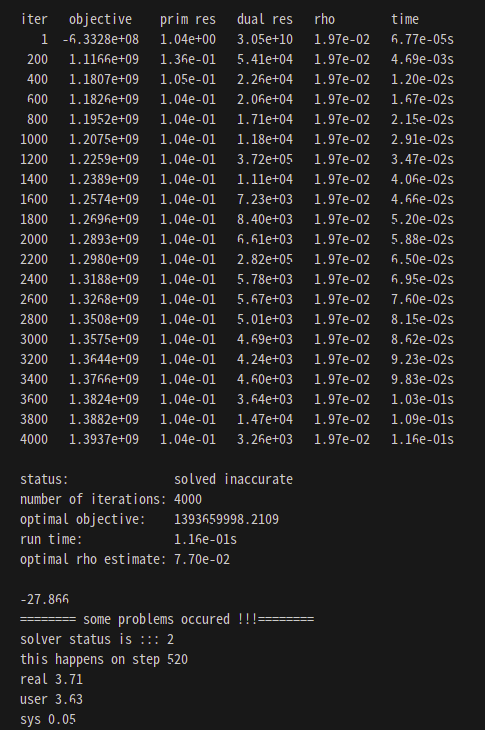 iter   objective    prim res   dual res   rho        time
   1  -6.3328e+08   1.04e+00   3.05e+10   1.97e-02   6.77e-05s
 200   1.1166e+09   1.36e-01   5.41e+04   1.97e-02   4.69e-03s
 400   1.1807e+09   1.05e-01   2.26e+04   1.97e-02   1.20e-02s
 600   1.1826e+09   1.04e-01   2.06e+04   1.97e-02   1.67e-02s
 800   1.1952e+09   1.04e-01   1.71e+04   1.97e-02   2.15e-02s
1000   1.2075e+09   1.04e-01   1.18e+04   1.97e-02   2.91e-02s
1200   1.2259e+09   1.04e-01   3.72e+05   1.97e-02   3.47e-02s
1400   1.2389e+09   1.04e-01   1.11e+04   1.97e-02   4.06e-02s
1600   1.2574e+09   1.04e-01   7.23e+03   1.97e-02   4.66e-02s
1800   1.2696e+09   1.04e-01   8.40e+03   1.97e-02   5.20e-02s
2000   1.2893e+09   1.04e-01   6.61e+03   1.97e-02   5.88e-02s
2200   1.2980e+09   1.04e-01   2.82e+05   1.97e-02   6.50e-02s
2400   1.3188e+09   1.04e-01   5.78e+03   1.97e-02   6.95e-02s
2600   1.3268e+09   1.04e-01   5.67e+03   1.97e-02   7.60e-02s
2800   1.3508e+09   1.04e-01   5.01e+03   1.97e-02   8.15e-02s
3000   1.3575e+09   1.04e-01   4.69e+03   1.97e-02   8.62e-02s
3200   1.3644e+09   1.04e-01   4.24e+03   1.97e-02   9.23e-02s
3400   1.3766e+09   1.04e-01   4.60e+03   1.97e-02   9.83e-02s
3600   1.3824e+09   1.04e-01   3.64e+03   1.97e-02   1.03e-01s
3800   1.3882e+09   1.04e-01   1.47e+04   1.97e-02   1.09e-01s
4000   1.3937e+09   1.04e-01   3.26e+03   1.97e-02   1.16e-01s

status:               solved inaccurate
number of iterations: 4000
optimal objective:    1393659998.2109
run time:             1.16e-01s
optimal rho estimate: 7.70e-02

-27.866
======== some problems occured !!!========
solver status is ::: 2
this happens on step 520
real 3.71
user 3.63
sys 0.05